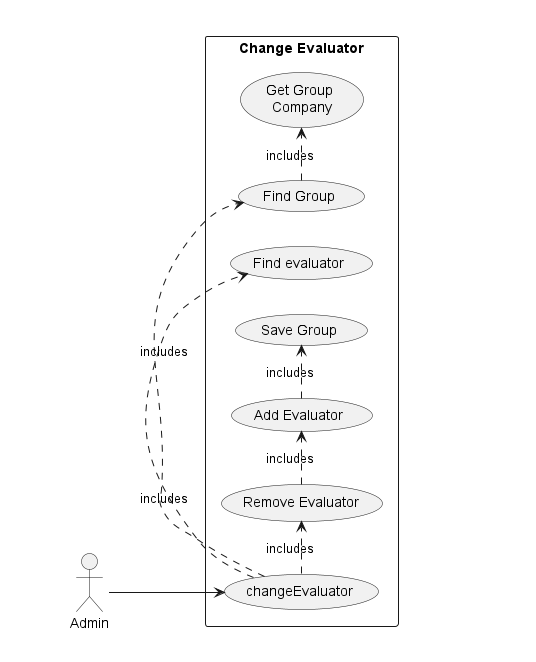 Change Evaluator
Get Group
Company
includes
Find Group
Find evaluator
Save Group
includes
includes
Add Evaluator
includes
Remove Evaluator
includes
includes
changeEvaluator
Admin